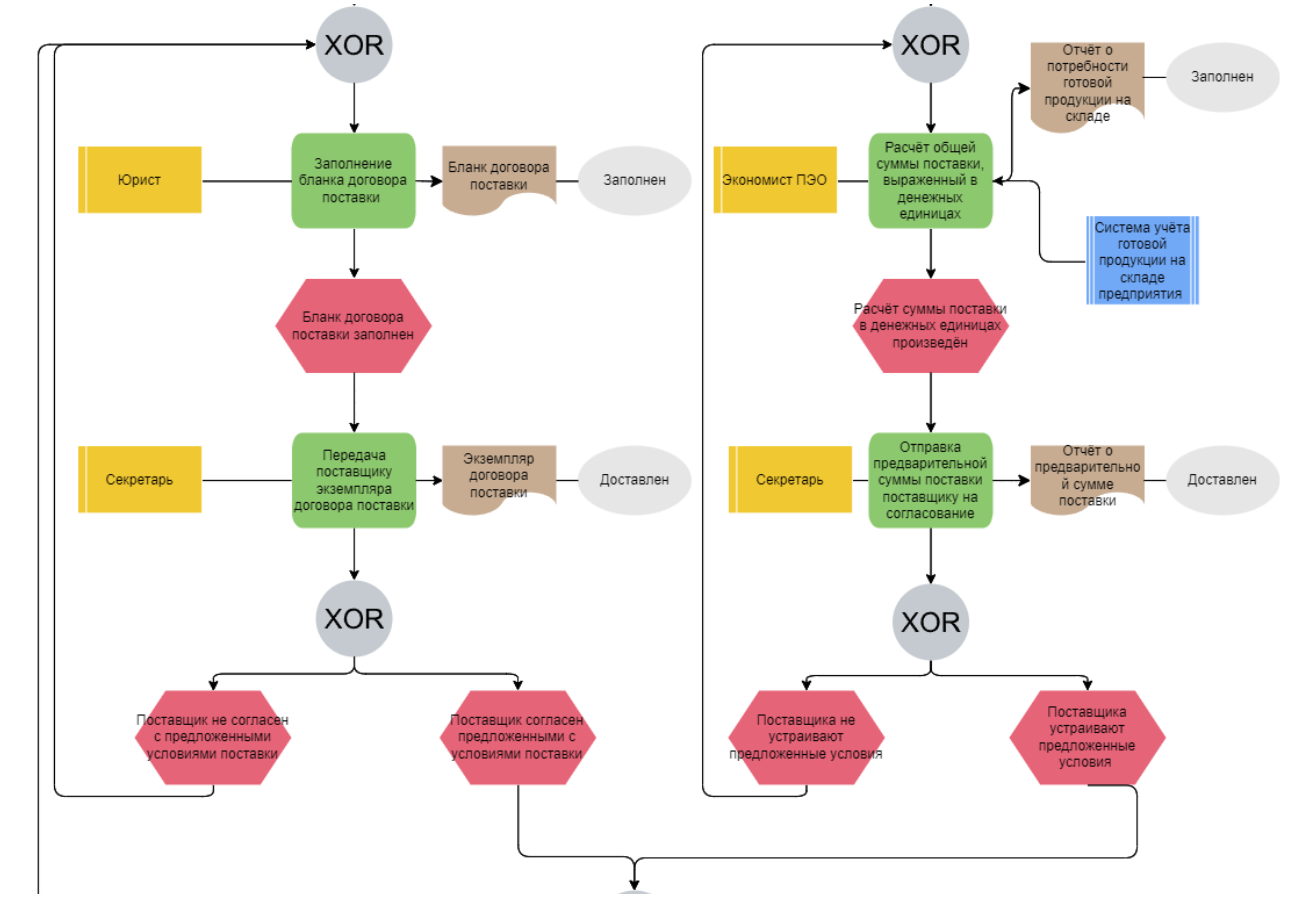 XOR
XOR
Отчёт о
потребности
готовой
продукции на
складе
Заполнен
Юрист
Заполнение
бланка договора
поставки
Бланк договора
поставки
Заполнен
Экономист ПЭО
Расчёт общей
суммы поставки,
выраженный в
денежных
единицах
Система учёта
готовой
продукции на
складе
предприятия
Бланк договора
поставки заполнен
Расчёт суммы поставки
в денежных единицах
произведён
Секретарь
Передача
поставщику
экземпляра
договора поставки
Экземпляр
договора
поставки
Доставлен
Секретарь
Отправка
предварительной
суммы поставки
поставщику на
согласование
Отчёт о
предварительно
й сумме
поставки
Доставлен
XOR
XOR
Поставщик не согласен
с предложенными
условиями поставки
Поставщик согласен
предложенными с
условиями поставки
Поставщика не
устраивают
предложенные условия
Поставщика
устраивают
предложенные
условия